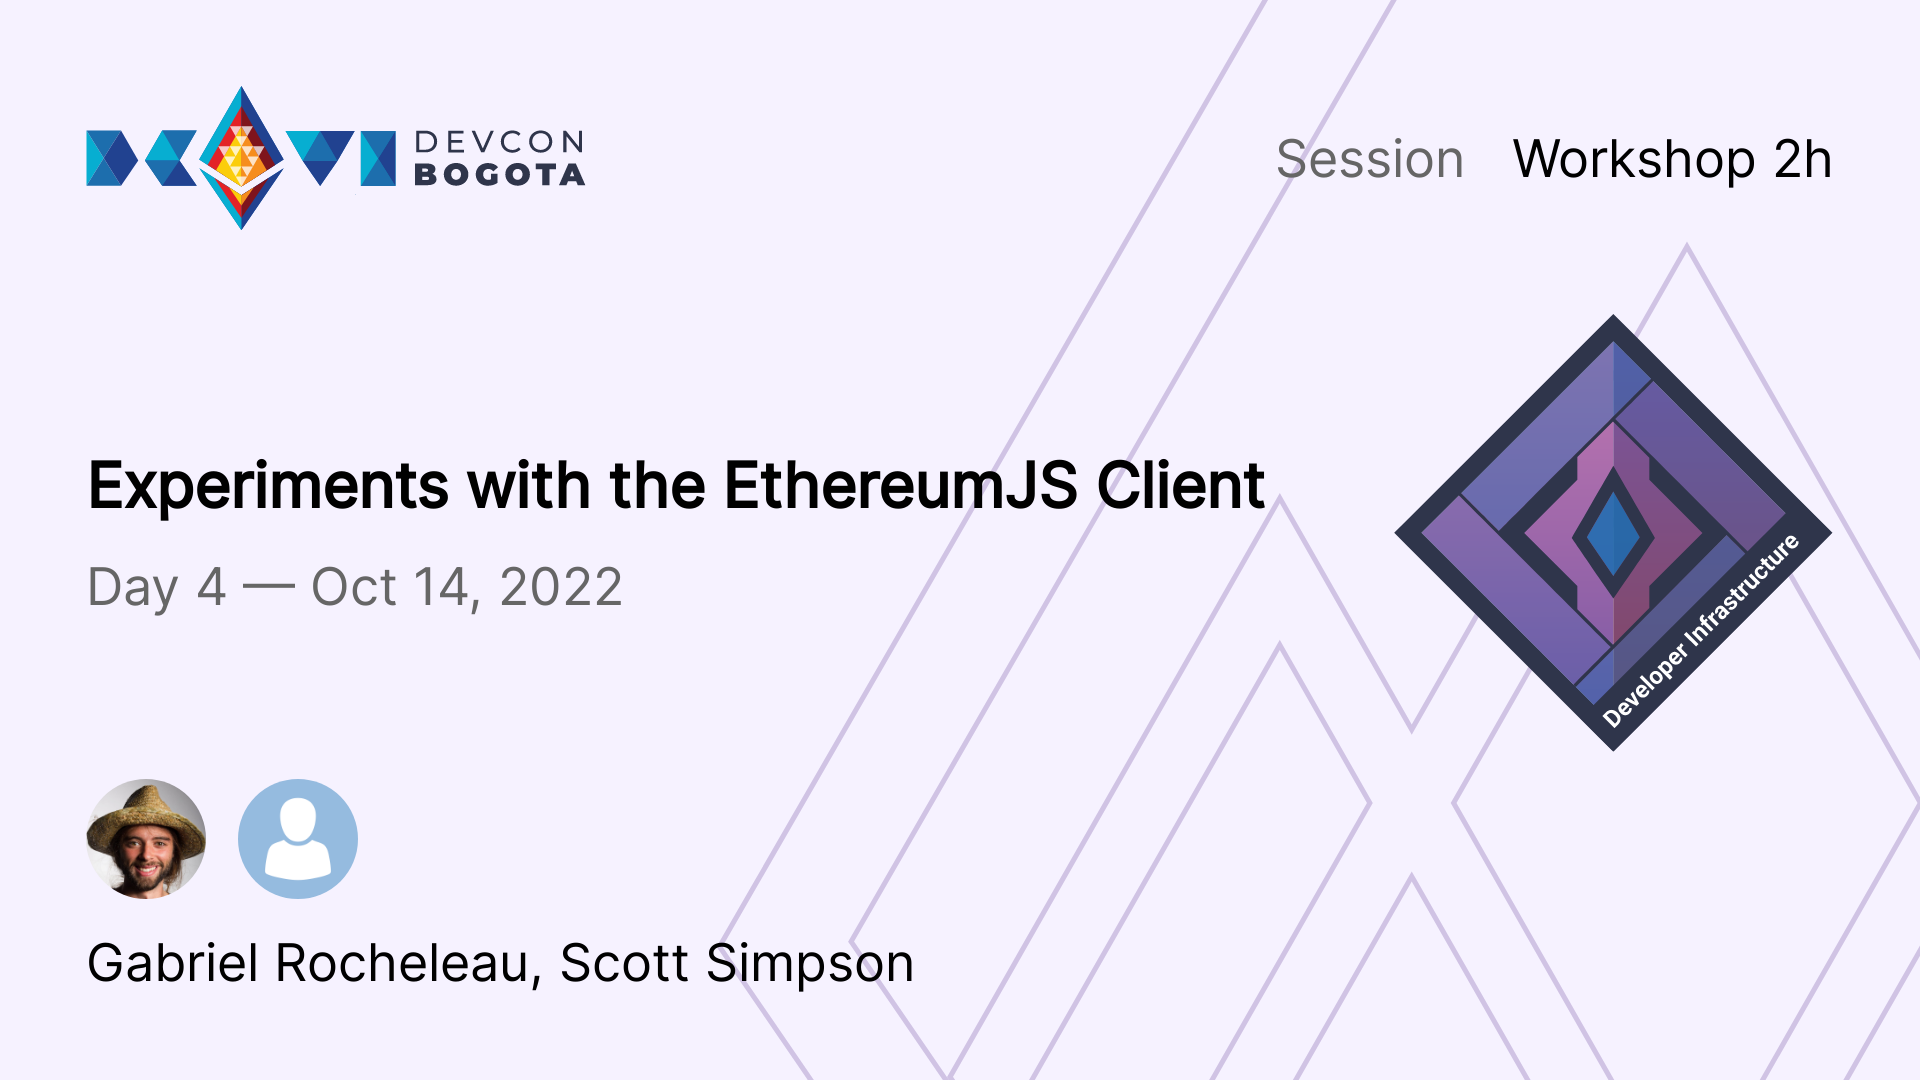 DEVCON
BOGOTA
Session Workshop 2h
Experiments with the EthereumJS Client
Day 4 — Oct 14, 2022
Developer Infrastructure
Gabriel Rocheleau, Scott Simpson